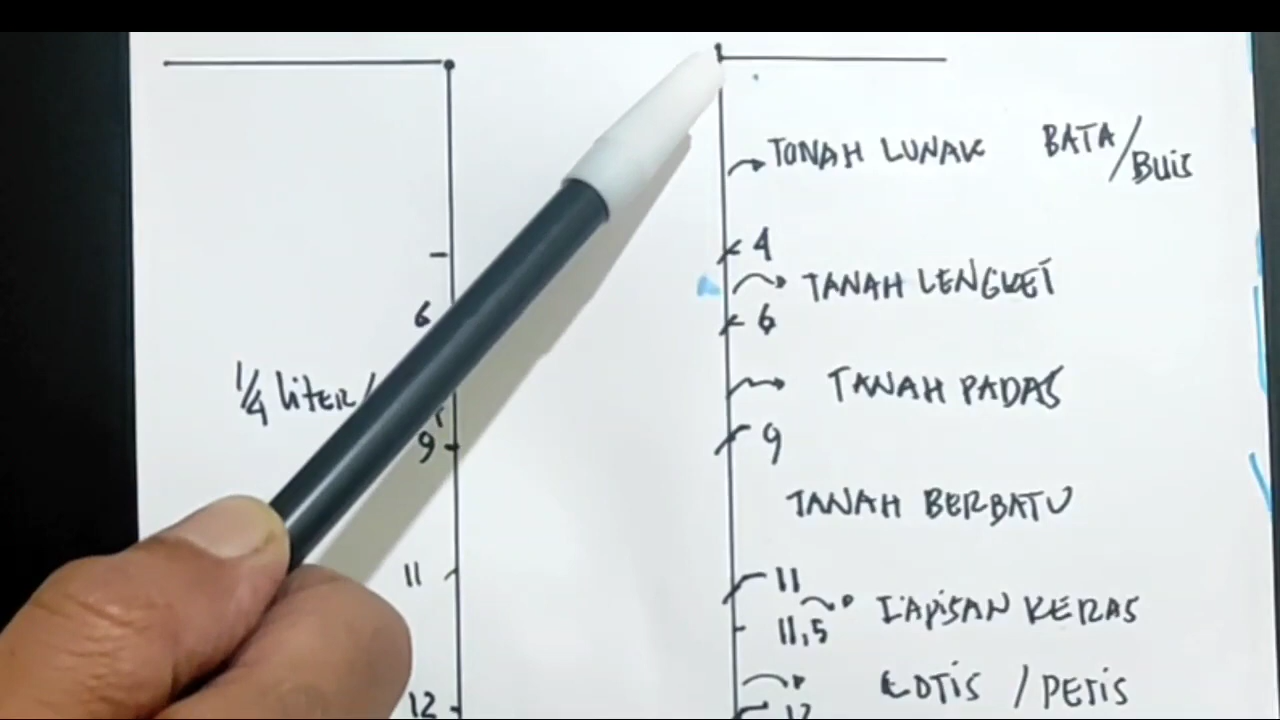 TONAH LUNAK BATA/BUIS
4
TANAH LENGKET
6
6
1/4 LiTER/
TANAH PADAS
9
9
TANAH BERBATU
11
11
11,5
LAPISAN KERAS
12
12
/PETIS